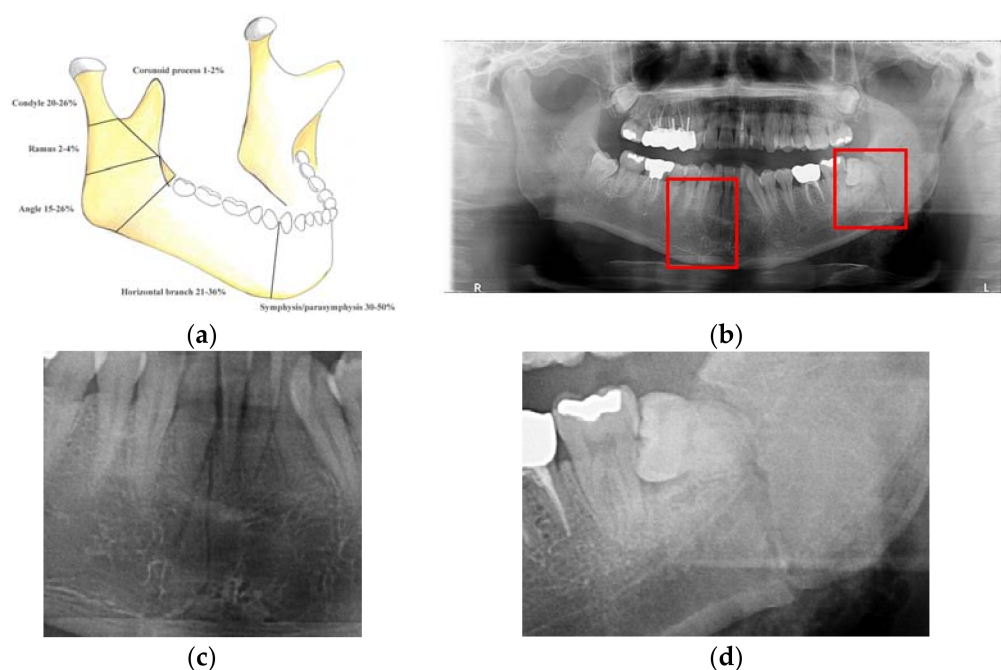 Coronoid process 1-2%
Condyle 20-26%
Ramus 2-4%
Angle 15-26%
Horizontal branch 21-36%
Symphysis/parasymphysis 30-50%
R
L
(a)
(b)
(c)
(d)